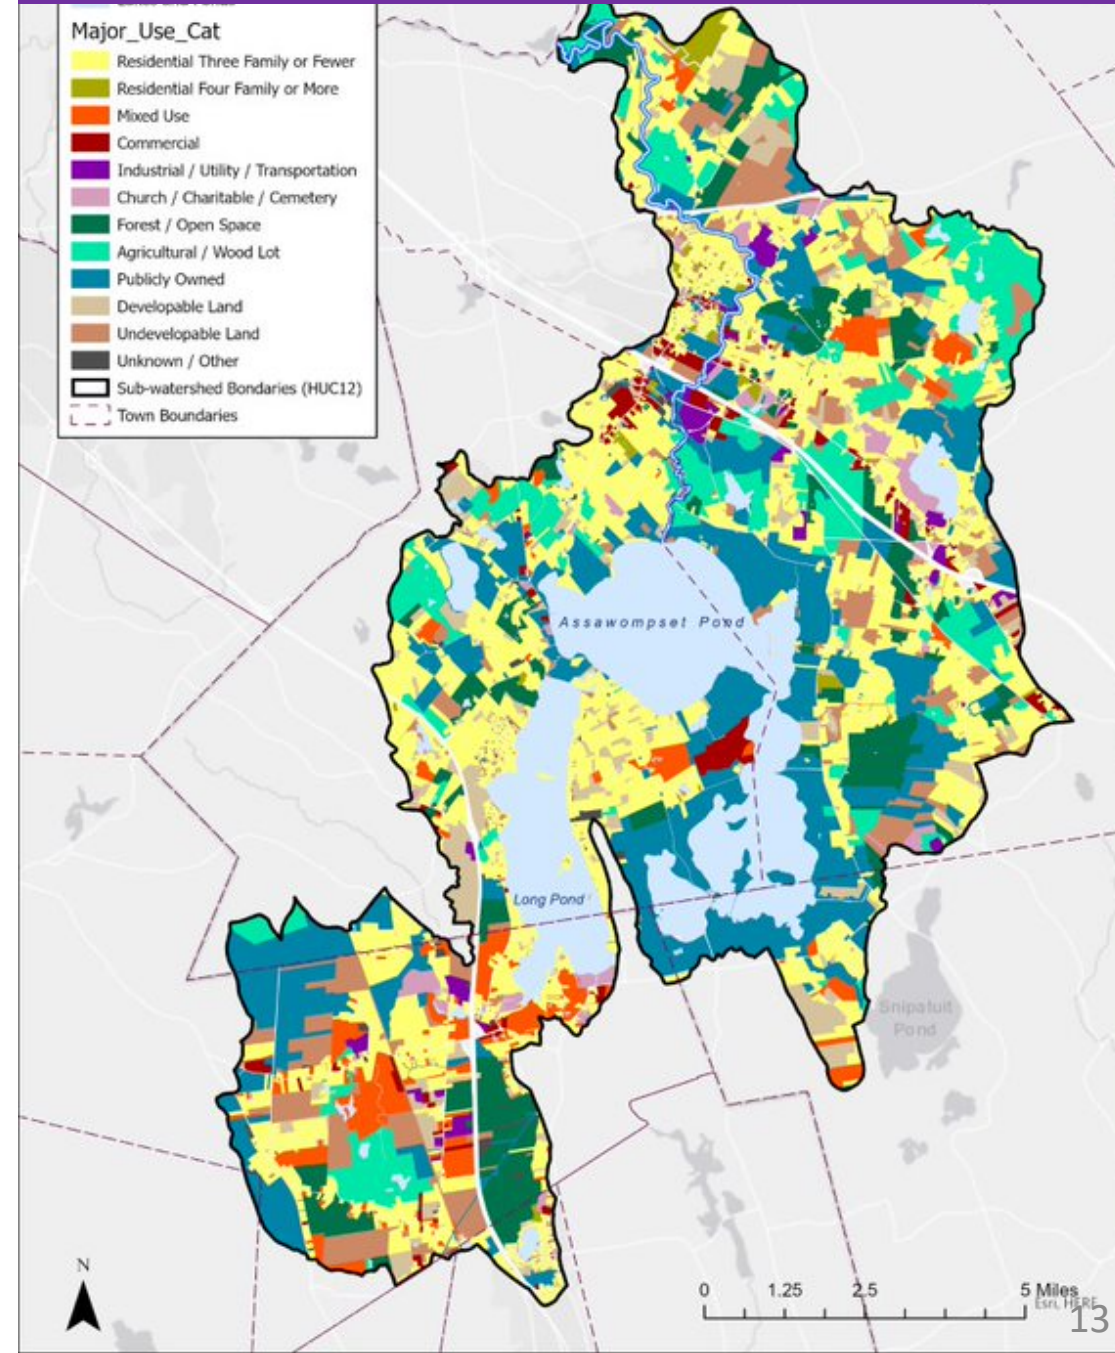 Major_Use_Cat
Residential Three Family or Fewer
Residential Four Family or More
Mixed Use
Commercial
Industrial / Utility / Transportation
Church / Charitable / Cemetery
Forest / Open Space
Agricultural / Wood Lot
Publicly Owned
Developable Land
Undevelopable Land
Unknown / Other
Sub-watershed Bondaries (HUC12)
Town Boundaries
Assawompset Pond
Long Pond
Snipatuit
Pond
N
0 1.25 2.5 5 Miles
Esri, HERE
13